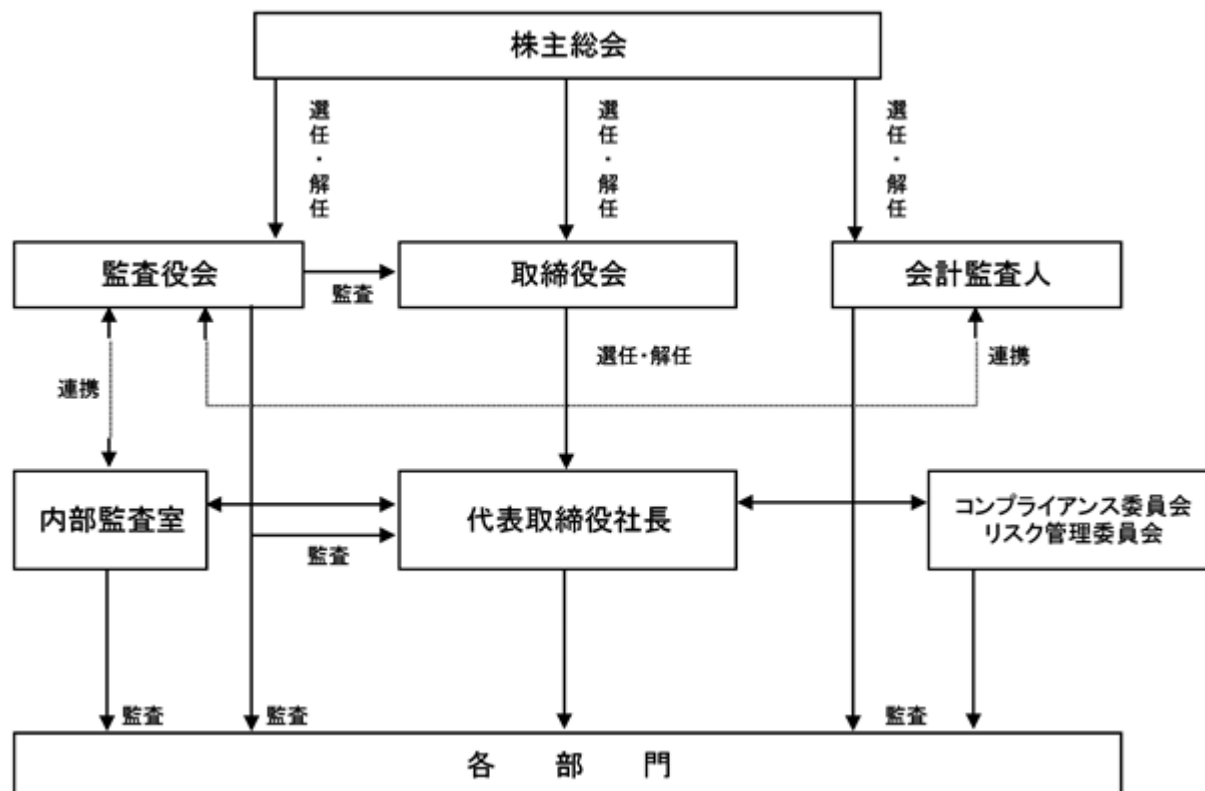 株主総会
選任・解任
選任・解任
選任・解任
監査役会
監査
取締役会
会計監査人
連携
選任・解任
連携
内部監査室
代表取締役社長
コンプライアンス委員会
リスク管理委員会
監査
監査
監査
監査
各 部 門